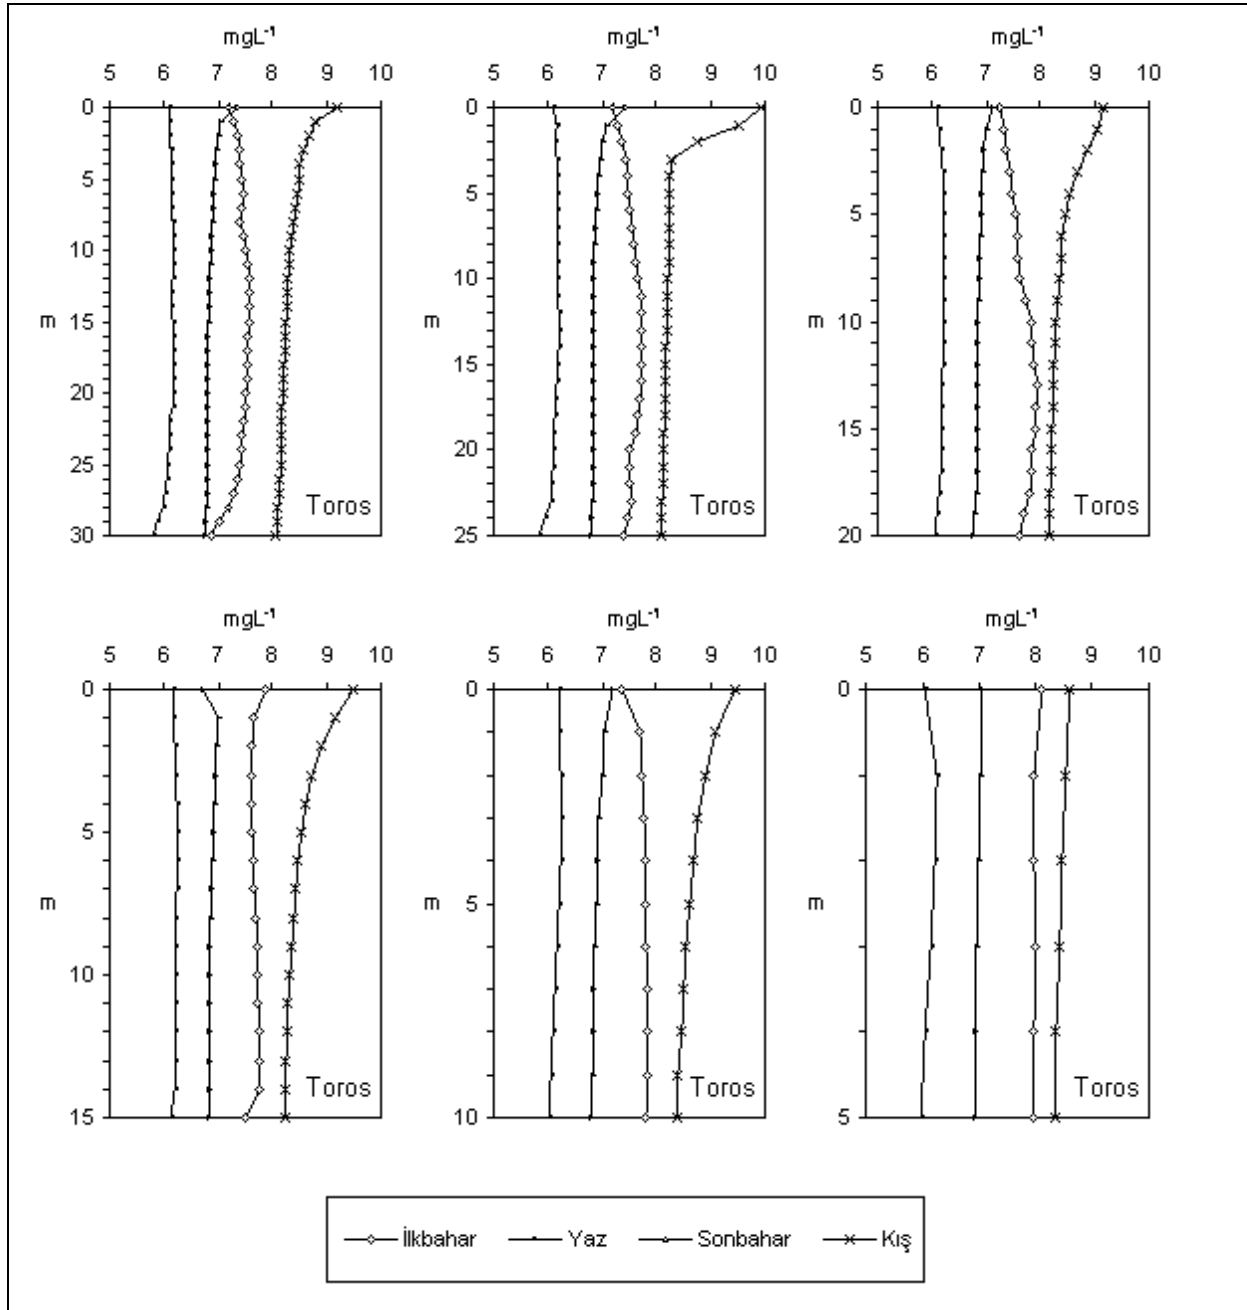 mgL⁻¹ mgL⁻¹ mgL⁻¹
5 6 7 8 9 10 5 6 7 8 9 10 5 6 7 8 9 10
0 0 0
5 5 5
10 10
m 15 m m 10
15
20 20 15
25
Toros Toros Toros
30 25 20
mgL⁻¹ mgL⁻¹ mgL⁻¹
5 6 7 8 9 10 5 6 7 8 9 10 5 6 7 8 9 10
0 0 0
5
m m 5 m
10
Toros Toros Toros
15 10 5
İlkbahar Yaz Sonbahar Kış